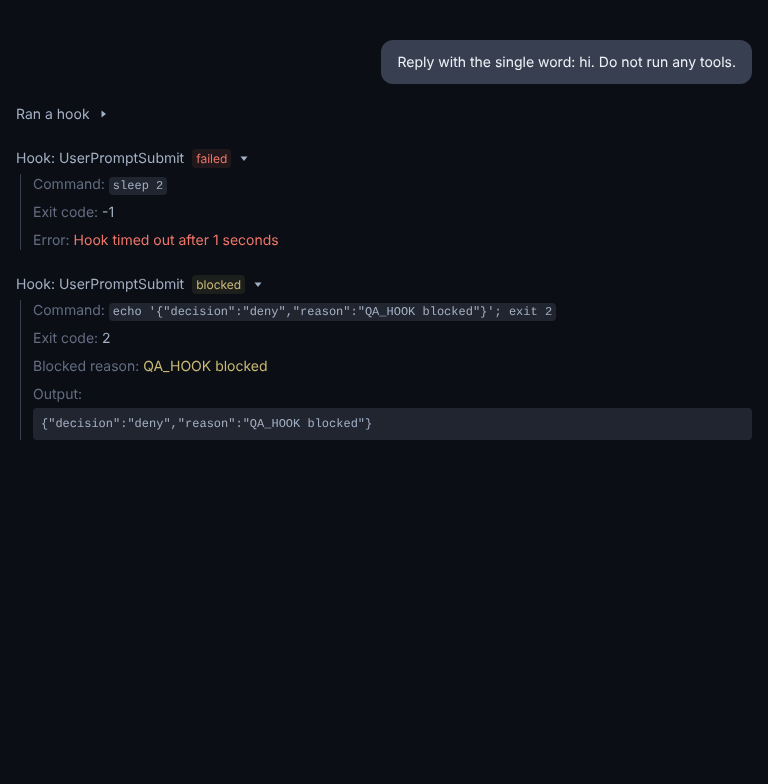 Reply with the single word: hi. Do not run any tools.
Ran a hook
Hook: UserPromptSubmit failed
Command: sleep 2
Exit code: -1
Error: Hook timed out after 1 seconds
Hook: UserPromptSubmit blocked
Command: echo '{"decision":"deny","reason":"QA_HOOK blocked"}'; exit 2
Exit code: 2
Blocked reason: QA_HOOK blocked
Output:
{"decision":"deny","reason":"QA_HOOK blocked"}